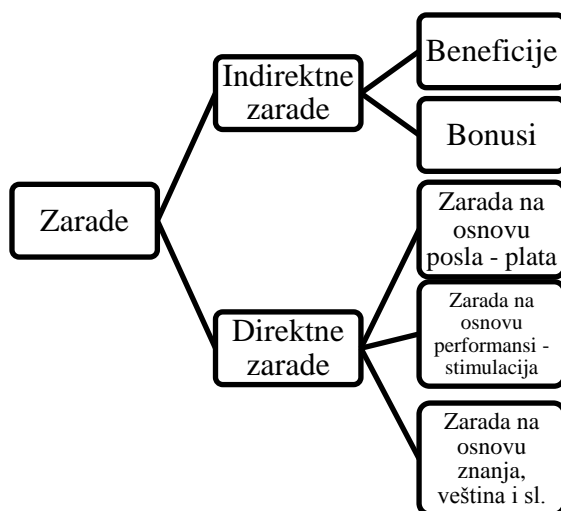 Zarade
Indirektne
zarade
Beneficije
Bonusi
Direktne
zarade
Zarada na
osnovu
posla - plata
Zarada na
osnovu
performansi -
stimulacija
Zarada na
osnovu
znanja,
veština i sl.